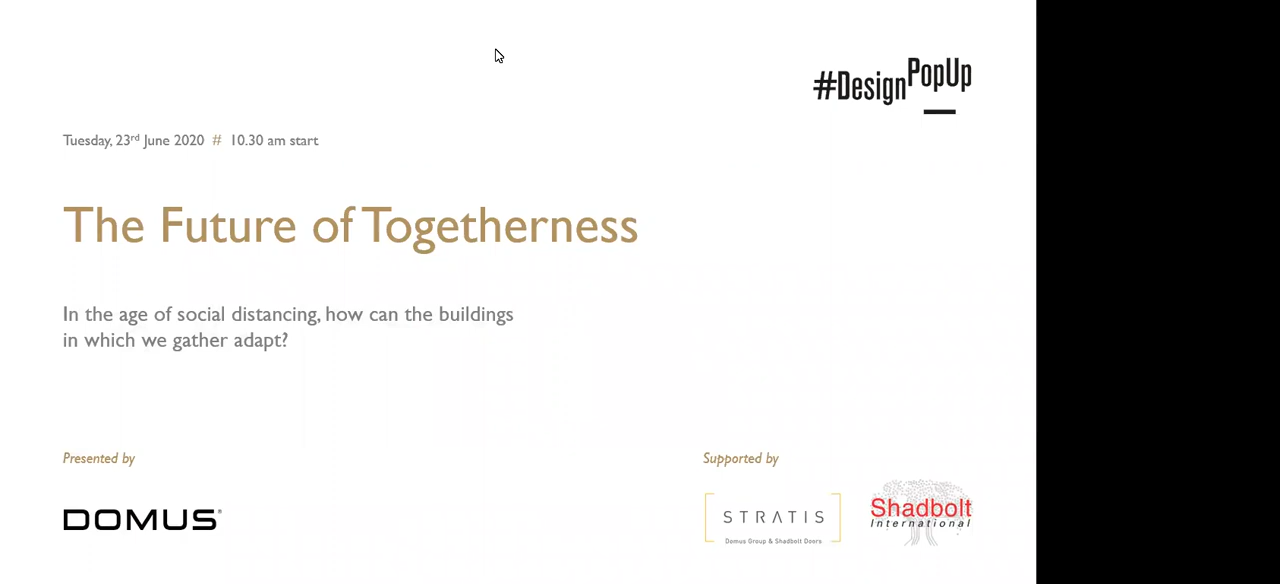 #DesignPopUp
Tuesday, 23rd June 2020 # 10.30 am start
The Future of Togetherness
In the age of social distancing, how can the buildings
in which we gather adapt?
Presented by
Supported by
DOMUS®
STRATIS
Domus Group & Shadbolt Doors
Shadbolt
International